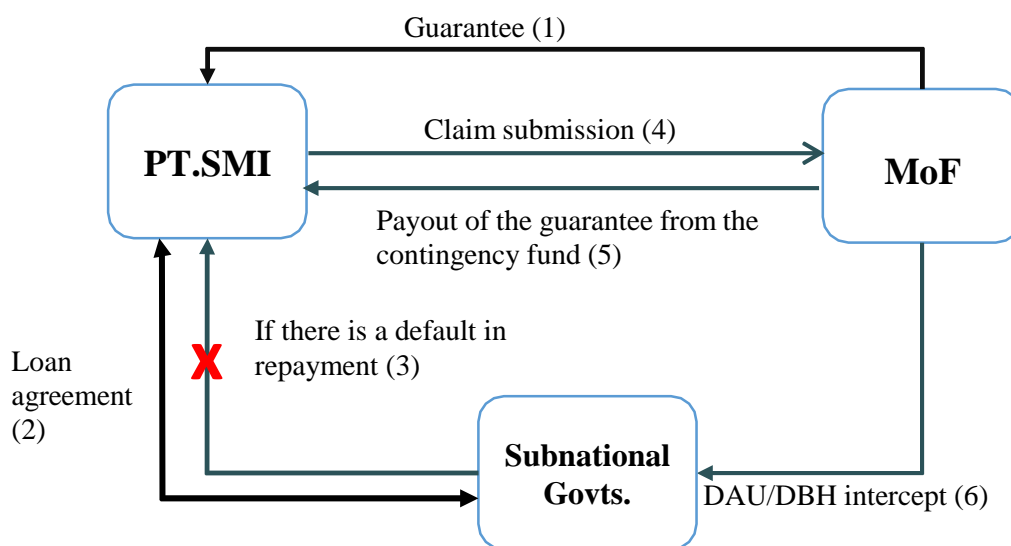 Guarantee (1)
PT.SMI
Claim submission (4)
MoF
Payout of the guarantee from the
contingency fund (5)
If there is a default in
repayment (3)
X
Loan
agreement
(2)
Subnational
Govts.
DAU/DBH intercept (6)